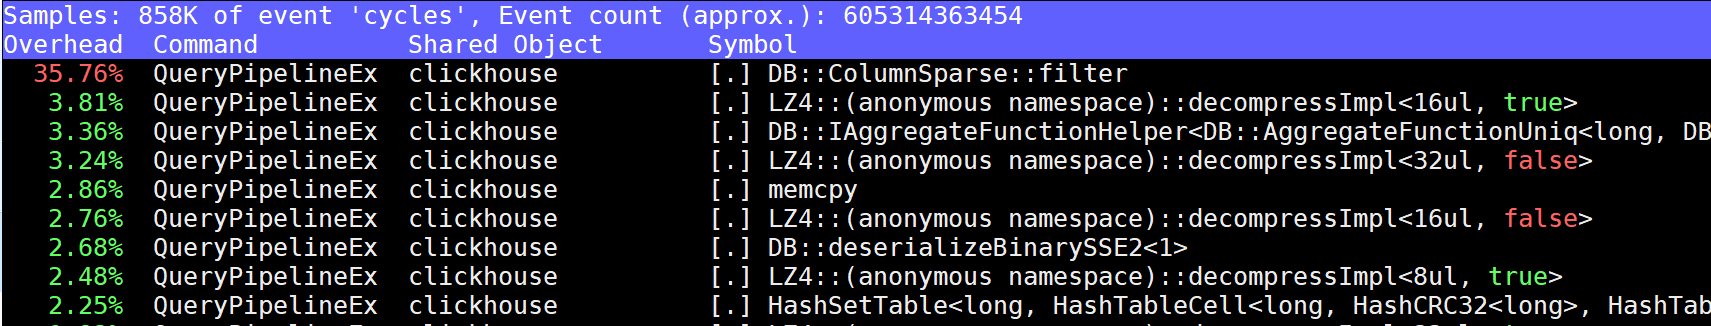 Samples: 858K of event 'cycles', Event count (approx.): 605314363454
Overhead  Command          Shared Object       Symbol
  35.76%  QueryPipelineEx  clickhouse          [.] DB::ColumnSparse::filter
   3.81%  QueryPipelineEx  clickhouse          [.] LZ4::(anonymous namespace)::decompressImpl<16ul, true>
   3.36%  QueryPipelineEx  clickhouse          [.] DB::IAggregateFunctionHelper<DB::AggregateFunctionUniq<long, DB
   3.24%  QueryPipelineEx  clickhouse          [.] LZ4::(anonymous namespace)::decompressImpl<32ul, false>
   2.86%  QueryPipelineEx  clickhouse          [.] memcpy
   2.76%  QueryPipelineEx  clickhouse          [.] LZ4::(anonymous namespace)::decompressImpl<16ul, false>
   2.68%  QueryPipelineEx  clickhouse          [.] DB::deserializeBinarySSE2<1>
   2.48%  QueryPipelineEx  clickhouse          [.] LZ4::(anonymous namespace)::decompressImpl<8ul, true>
   2.25%  QueryPipelineEx  clickhouse          [.] HashSetTable<long, HashTableCell<long, HashCRC32<long>, HashTab